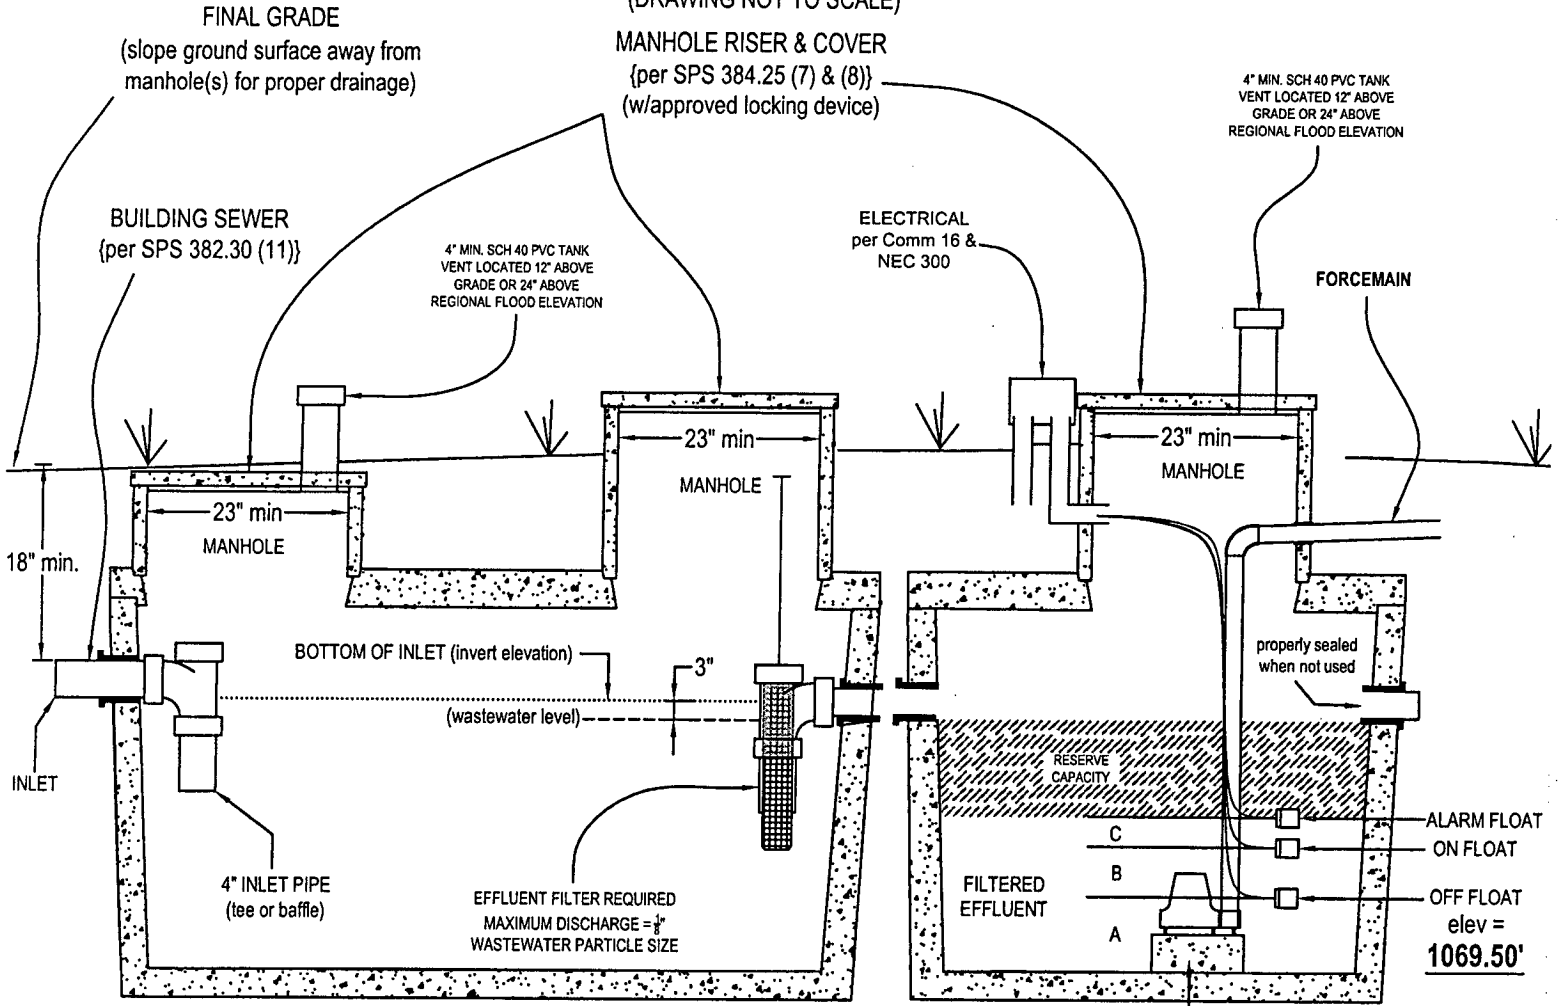 (DRAWING NOT TO SCALE)
FINAL GRADE
(slope ground surface away from
manhole(s) for proper drainage)
MANHOLE RISER & COVER
{per SPS 384.25 (7) & (8)}
(w/approved locking device)
4" MIN. SCH 40 PVC TANK
VENT LOCATED 12" ABOVE
GRADE OR 24" ABOVE
REGIONAL FLOOD ELEVATION
BUILDING SEWER
{per SPS 382.30 (11)}
4" MIN. SCH 40 PVC TANK
VENT LOCATED 12" ABOVE
GRADE OR 24" ABOVE
REGIONAL FLOOD ELEVATION
ELECTRICAL
per Comm 16 &
NEC 300
FORCEMAIN
23" min
MANHOLE
23" min
MANHOLE
23" min
MANHOLE
18" min.
BOTTOM OF INLET (invert elevation)
3"
(wastewater level)
properly sealed
when not used
INLET
RESERVE
CAPACITY
ALARM FLOAT
C
ON FLOAT
B
4" INLET PIPE
(tee or baffle)
EFFLUENT FILTER REQUIRED
MAXIMUM DISCHARGE = 1/8"
WASTEWATER PARTICLE SIZE
FILTERED
EFFLUENT
OFF FLOAT
elev =
1069.50'
A